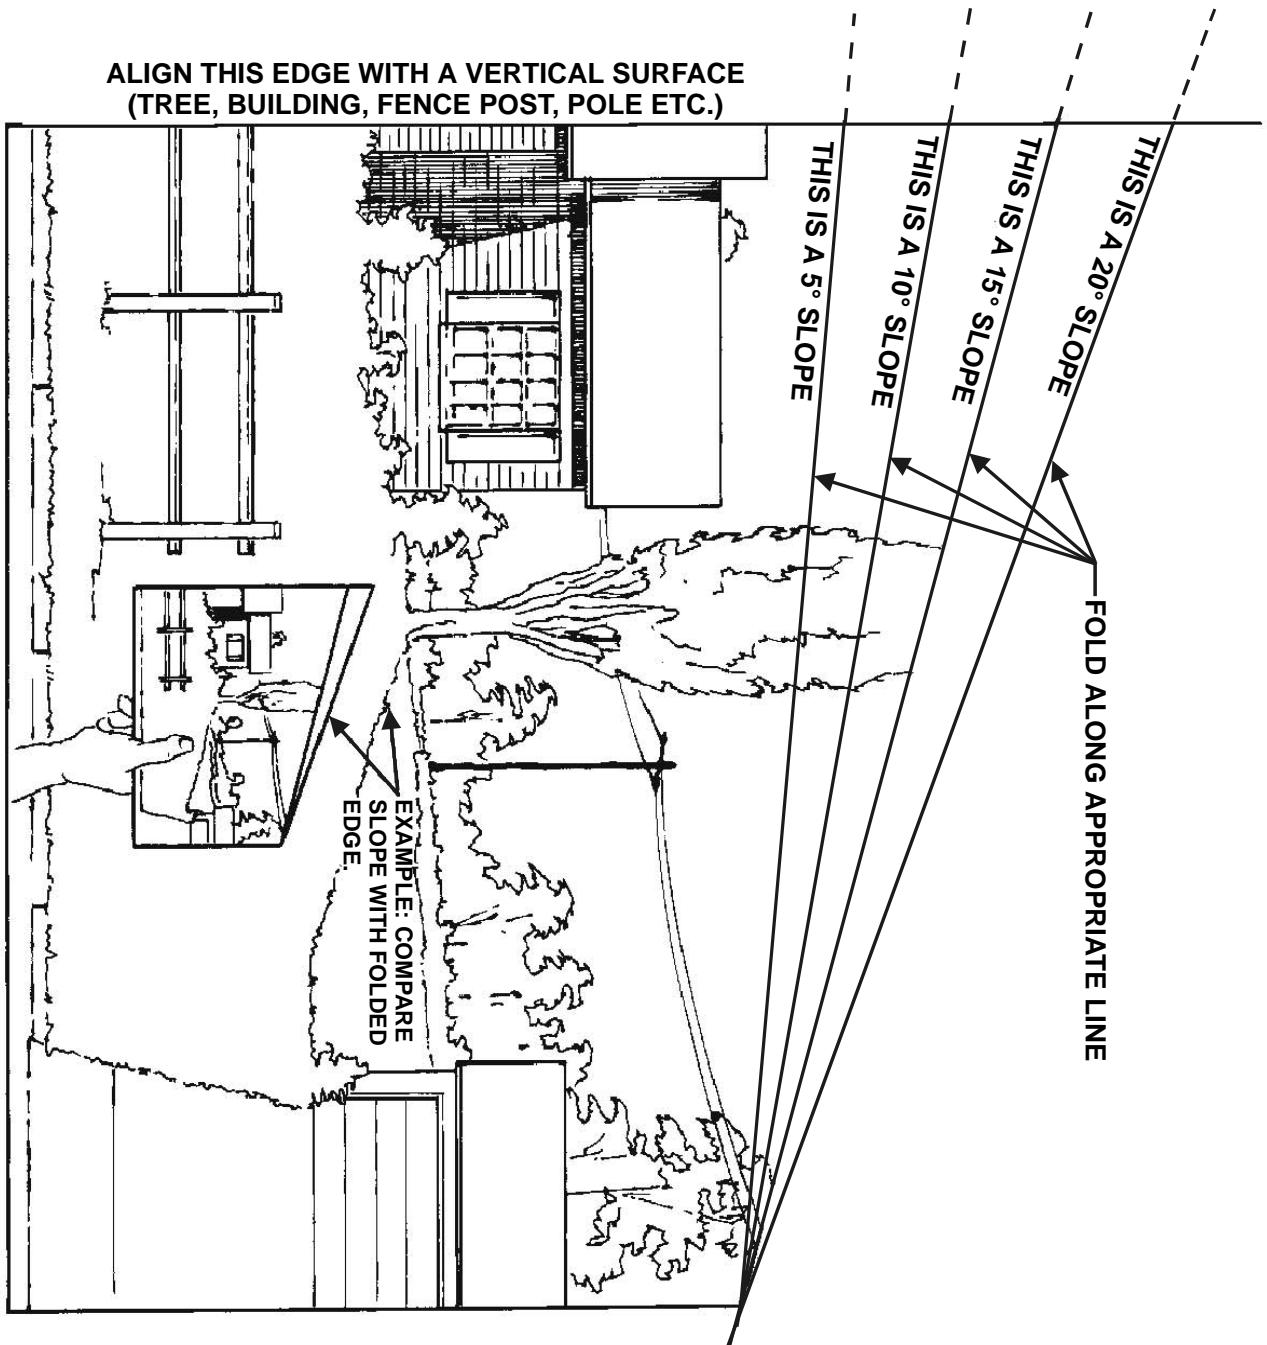 ALIGN THIS EDGE WITH A VERTICAL SURFACE
(TREE, BUILDING, FENCE POST, POLE ETC.)
THIS IS A 5° SLOPE
THIS IS A 10° SLOPE
THIS IS A 15° SLOPE
THIS IS A 20° SLOPE
FOLD ALONG APPROPRIATE LINE
EXAMPLE: COMPARE
SLOPE WITH FOLDED
EDGE.